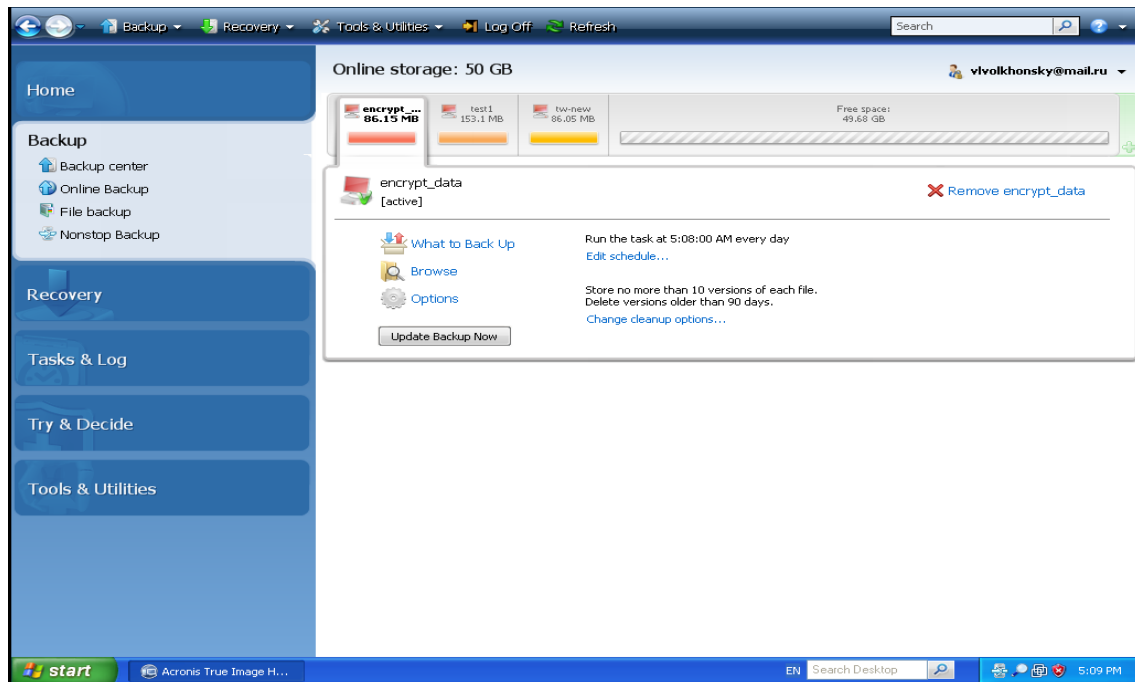 Backup Recovery Tools & Utilities Log Off Refresh Search
Home
Backup
Backup center
Online Backup
File backup
Nonstop Backup
Recovery
Tasks & Log
Try & Decide
Tools & Utilities
Online storage: 50 GB
vlvolkhonsky@mail.ru
encrypt_...
86.15 MB
test1
153.1 MB
tw-new
86.05 MB
Free space:
49.68 GB
encrypt_data
[active]
Remove encrypt_data
What to Back Up
Browse
Options
Update Backup Now
Run the task at 5:08:00 AM every day
Edit schedule...
Store no more than 10 versions of each file.
Delete versions older than 90 days.
Change cleanup options...
start Acronis True Image H... EN Search Desktop 5:09 PM